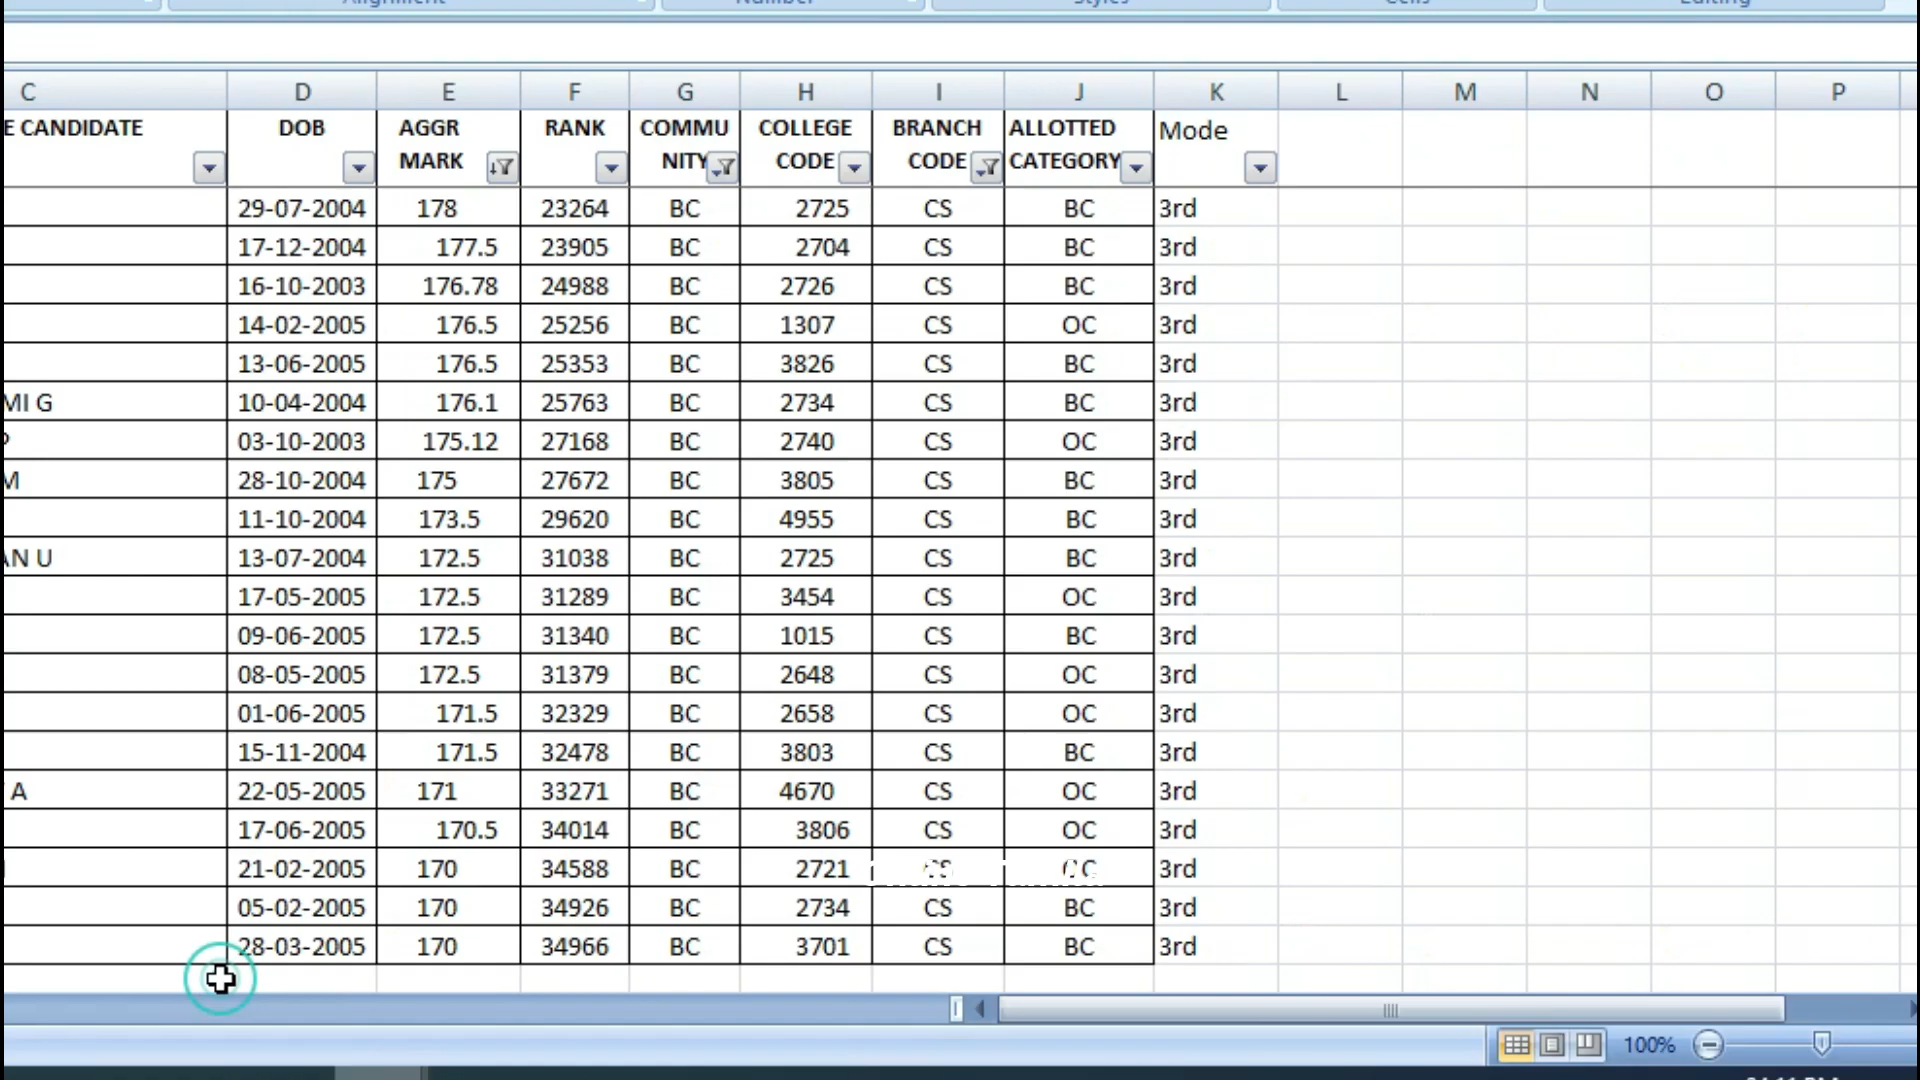 C D E F G H I J K L M N O P
E CANDIDATE DOB AGGR MARK RANK COMMU NITY COLLEGE CODE BRANCH CODE ALLOTTED CATEGORY Mode
29-07-2004 178 23264 BC 2725 CS BC 3rd
17-12-2004 177.5 23905 BC 2704 CS BC 3rd
16-10-2003 176.78 24988 BC 2726 CS BC 3rd
14-02-2005 176.5 25256 BC 1307 CS OC 3rd
13-06-2005 176.5 25353 BC 3826 CS BC 3rd
MI G 10-04-2004 176.1 25763 BC 2734 CS BC 3rd
03-10-2003 175.12 27168 BC 2740 CS OC 3rd
M 28-10-2004 175 27672 BC 3805 CS BC 3rd
11-10-2004 173.5 29620 BC 4955 CS BC 3rd
AN U 13-07-2004 172.5 31038 BC 2725 CS BC 3rd
17-05-2005 172.5 31289 BC 3454 CS OC 3rd
09-06-2005 172.5 31340 BC 1015 CS BC 3rd
08-05-2005 172.5 31379 BC 2648 CS OC 3rd
01-06-2005 171.5 32329 BC 2658 CS OC 3rd
15-11-2004 171.5 32478 BC 3803 CS BC 3rd
A 22-05-2005 171 33271 BC 4670 CS OC 3rd
17-06-2005 170.5 34014 BC 3806 CS OC 3rd
21-02-2005 170 34588 BC 2721 CS 3rd
05-02-2005 170 34926 BC 2734 CS BC 3rd
28-03-2005 170 34966 BC 3701 CS BC 3rd
100%